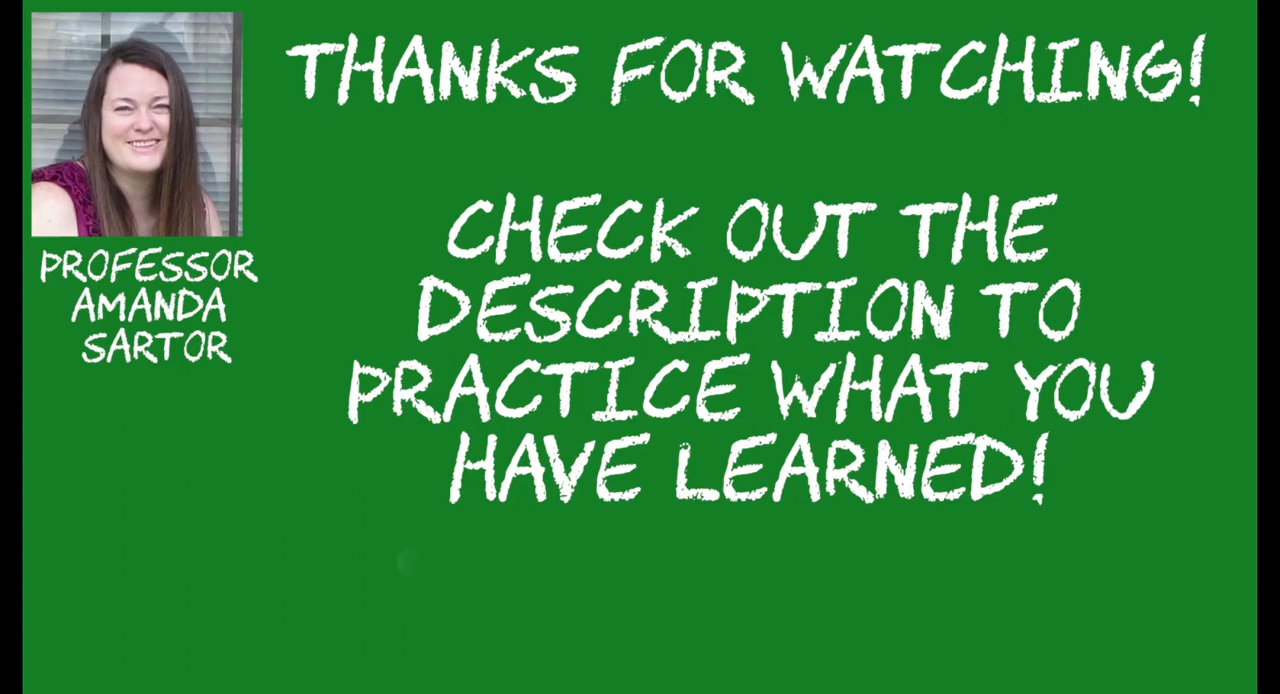 THANKS FOR WATCHING!
CHECK OUT THE
DESCRIPTION TO
PRACTICE WHAT YOU
HAVE LEARNED!
PROFESSOR
AMANDA
SARTOR